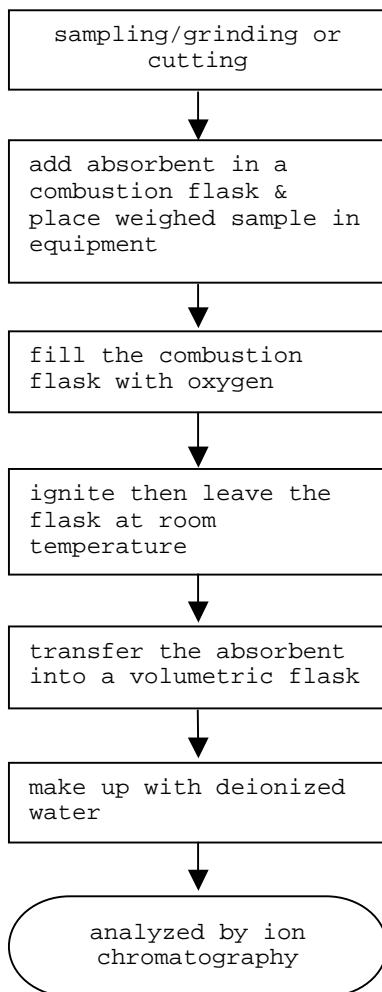 sampling/grinding or
cutting
add absorbent in a
combustion flask &
place weighed sample in
equipment
fill the combustion
flask with oxygen
ignite then leave the
flask at room
temperature
transfer the absorbent
into a volumetric flask
make up with deionized
water
analyzed by ion
chromatography